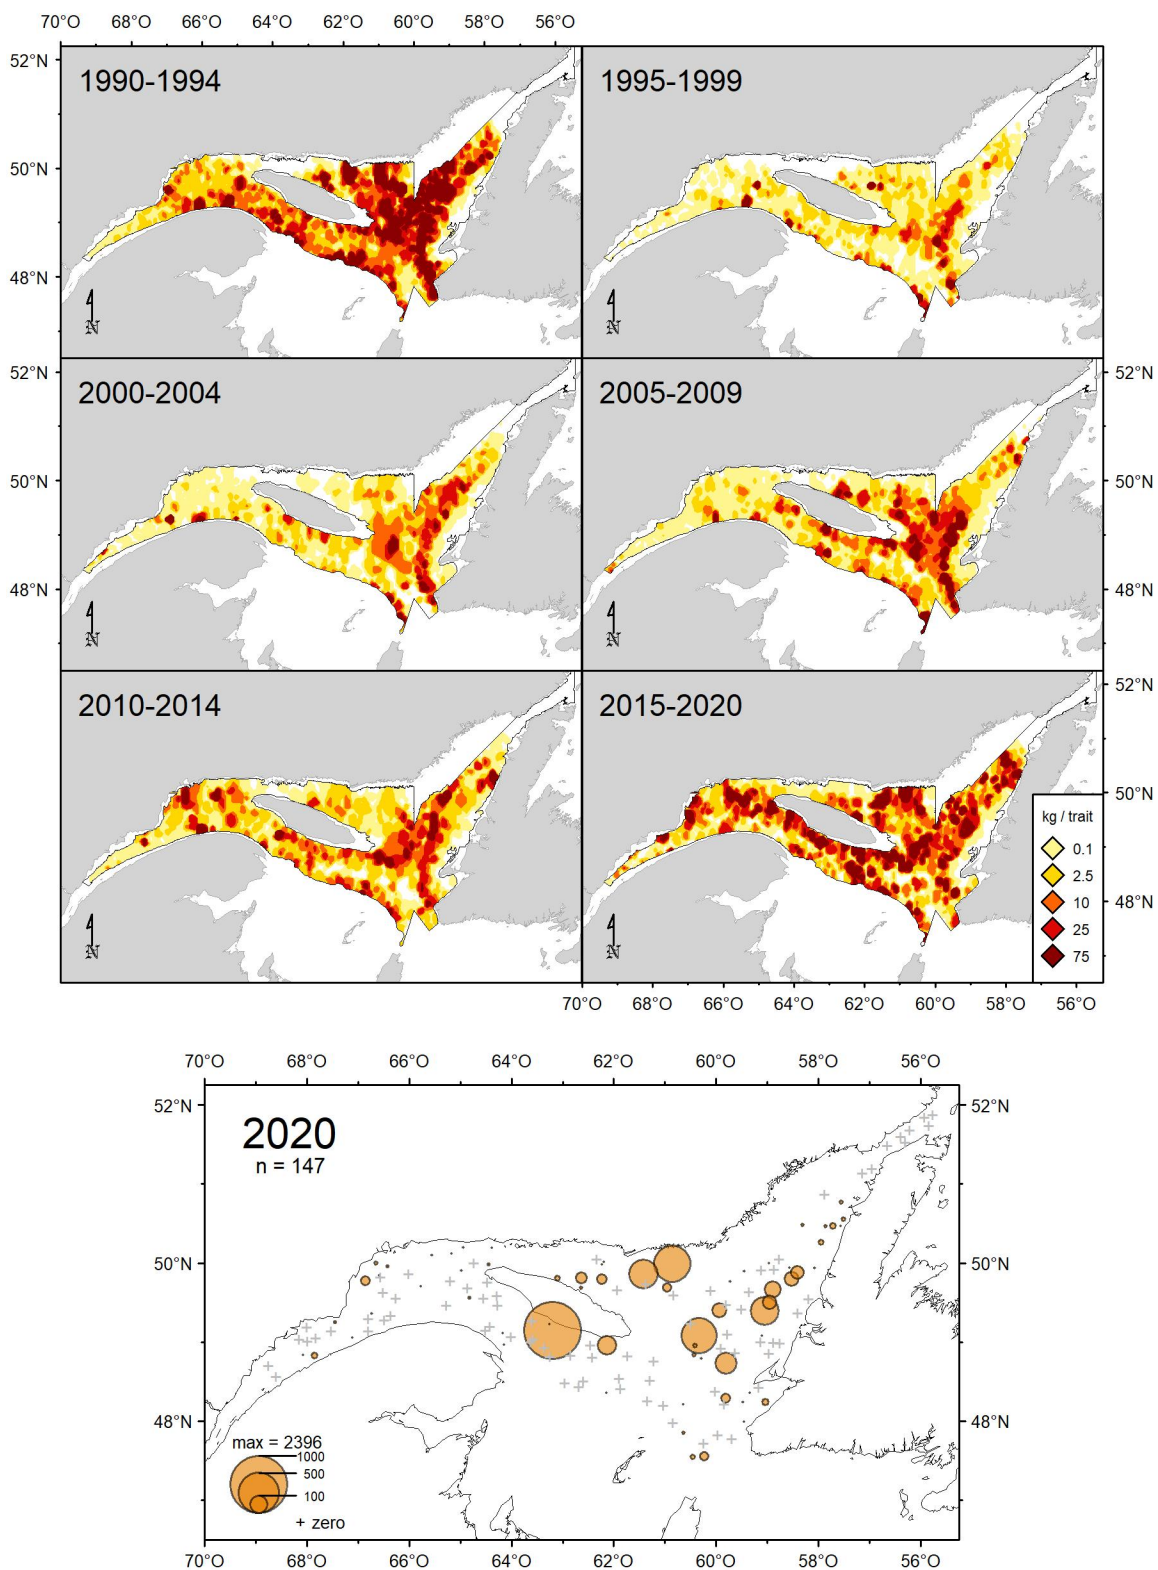 70°O 68°O 66°O 64°O 62°O 60°O 58°O 56°O
52°N
1990-1994
1995-1999
50°N
48°N
N
N
52°N
2000-2004
2005-2009
52°N
50°N
50°N
48°N
48°N
N
N
2010-2014
2015-2020
52°N
50°N
kg / trait
0.1
2.5
10
25
75
48°N
N
N
70°O 68°O 66°O 64°O 62°O 60°O 58°O 56°O
70°O 68°O 66°O 64°O 62°O 60°O 58°O 56°O
52°N
52°N
2020
n = 147
50°N
50°N
48°N
48°N
max = 2396
1000
500
100
+ zero
70°O 68°O 66°O 64°O 62°O 60°O 58°O 56°O